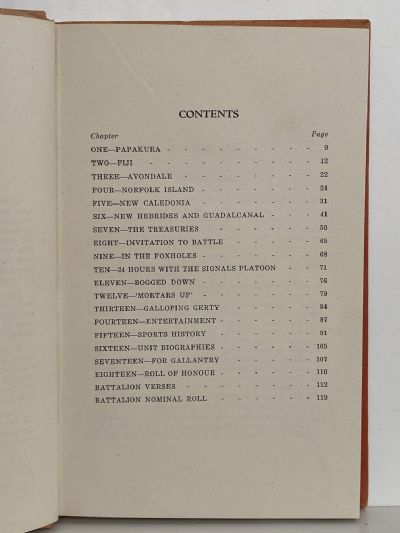 CONTENTS
Chapter Page
ONE—PAPAKURA - - - - - - - - 9
TWO—FIJI - - - - - - - - 12
THREE—AVONDALE - - - - - - - 22
FOUR—NORFOLK ISLAND - - - - - - 24
FIVE—NEW CALEDONIA - - - - - - 31
SIX—NEW HEBRIDES AND GUADALCANAL - - - 41
SEVEN—THE TREASURIES - - - - - - 50
EIGHT—INVITATION TO BATTLE - - - - - 65
NINE—IN THE FOXHOLES - - - - - - 68
TEN—24 HOURS WITH THE SIGNALS PLATOON - - 71
ELEVEN—BOGGED DOWN - - - - - - 76
TWELVE—'MORTARS UP' - - - - - - 79
THIRTEEN—GALLOPING GERTY - - - - - 84
FOURTEEN—ENTERTAINMENT - - - - - - 87
FIFTEEN—SPORTS HISTORY - - - - - - 91
SIXTEEN—UNIT BIOGRAPHIES - - - - - 105
SEVENTEEN—FOR GALLANTRY - - - - - 107
EIGHTEEN—ROLL OF HONOUR - - - - - 110
BATTALION VERSES - - - - - - - 112
BATTALION NOMINAL ROLL - - - - - 119